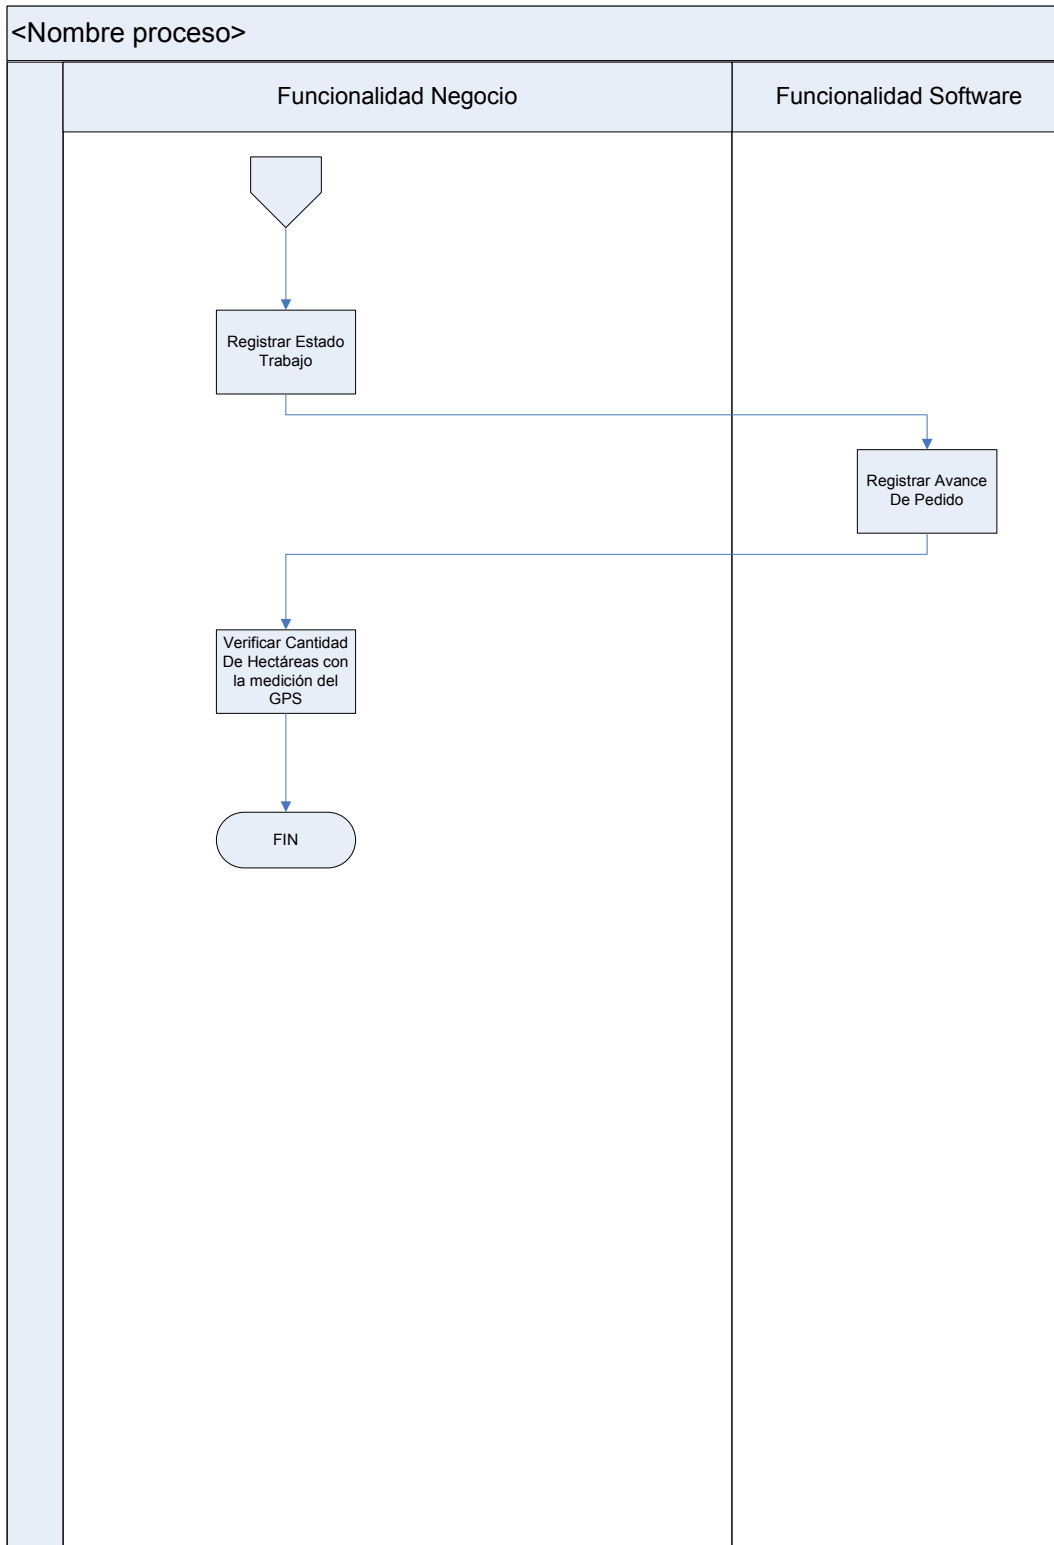 <Nombre proceso>
Funcionalidad Negocio
Funcionalidad Software
Registrar Estado
Trabajo
Registrar Avance
De Pedido
Verificar Cantidad
De Hectáreas con
la medición del
GPS
FIN